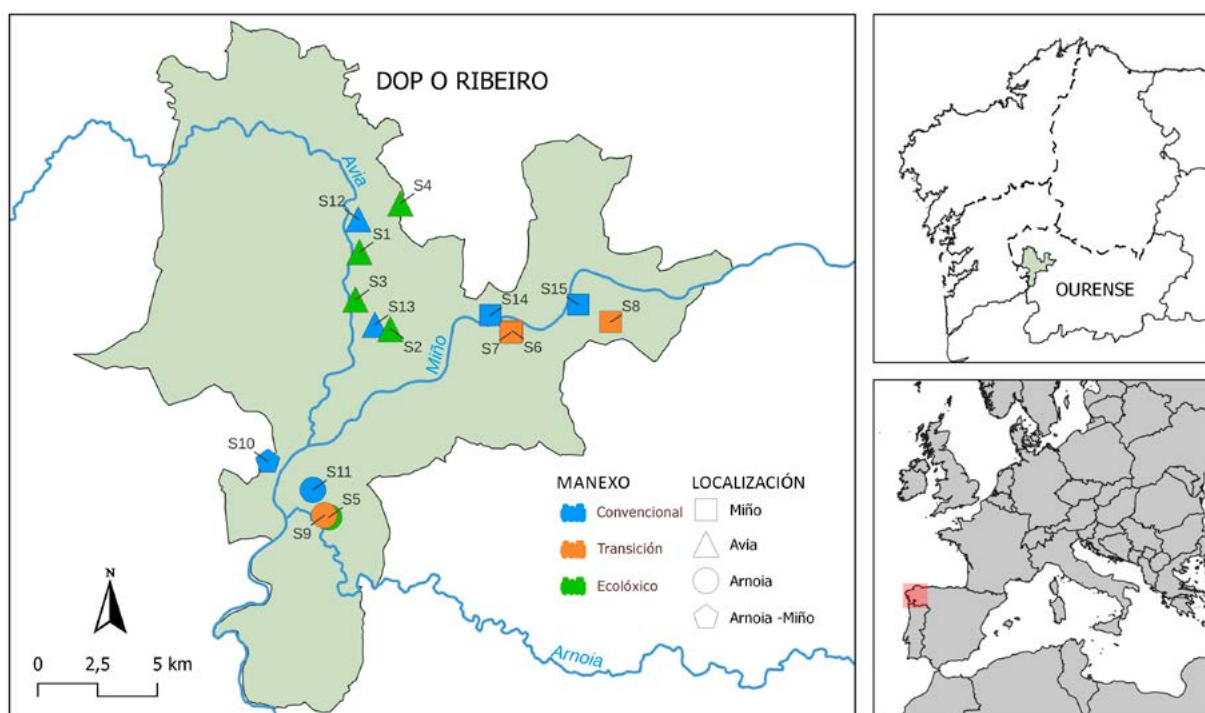 DOP O RIBEIRO
Avia
S4
S12
S1
S3
S13
S2
S14
S15
S8
S7
S6
Miño
S10
S11
S5
S9
Arnoia
N
0 2,5 5 km
MANEXO
Convencional
Transición
Ecolóxico
LOCALIZACIÓN
Miño
Avia
Arnoia
Arnoia -Miño
OURENSE